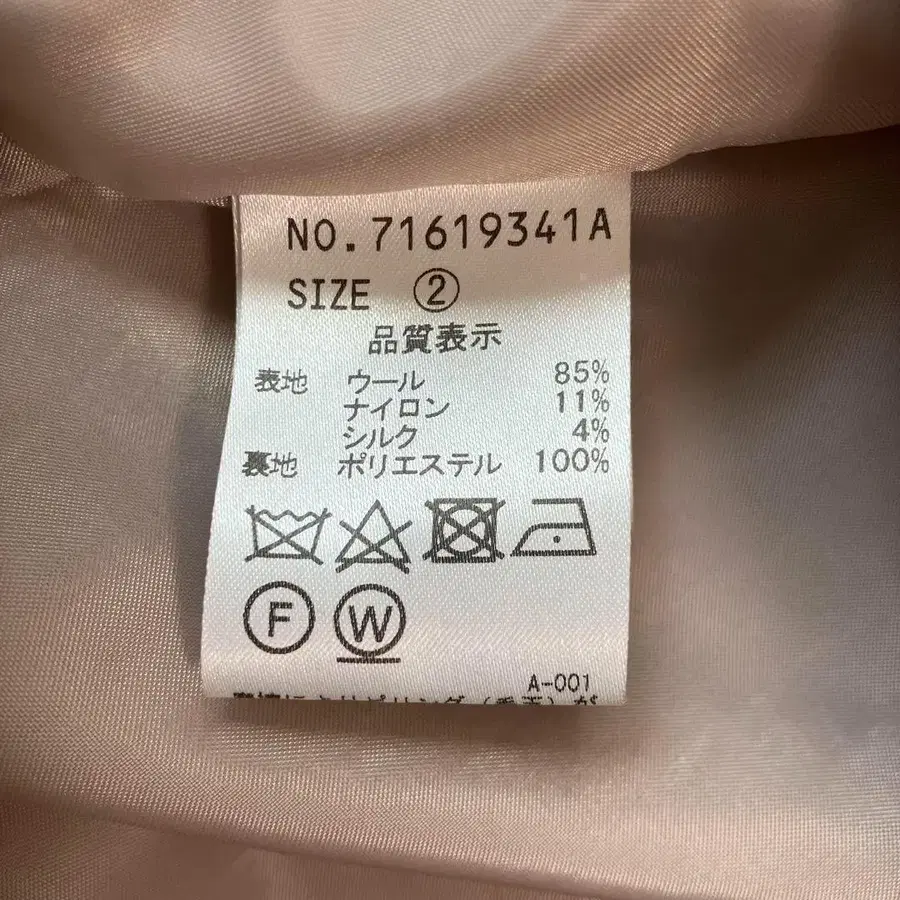 NO.71619341A
SIZE ②
品質表示
表地 ウール 85%
ナイロン 11%
シルク 4%
裏地 ポリエステル 100%
F W
A-001